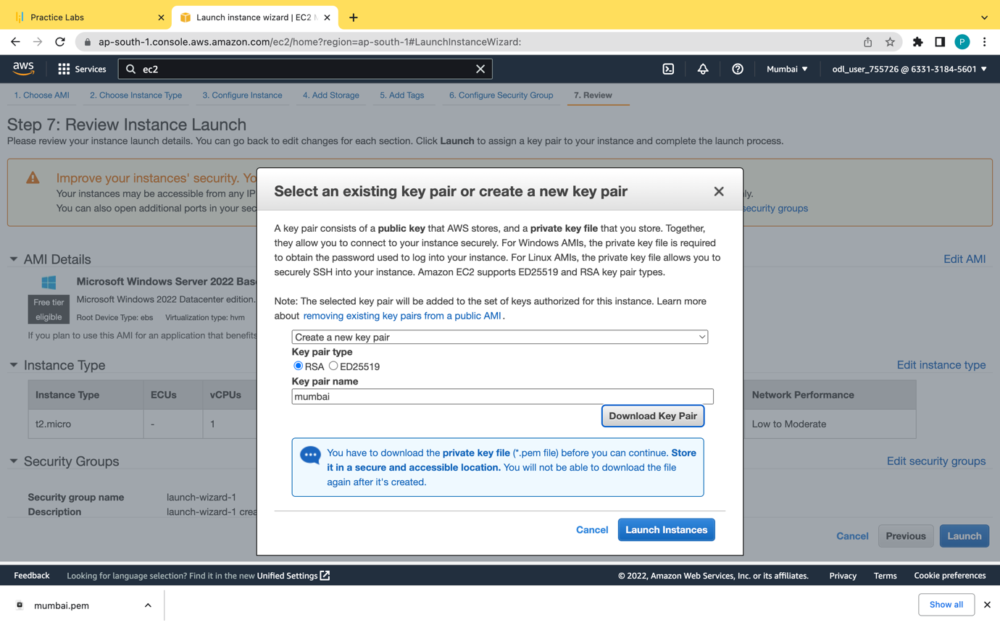 Practice Labs
Launch instance wizard | EC2 M
ap-south-1.console.aws.amazon.com/ec2/home?region=ap-south-1#LaunchInstanceWizard:
P
aws
Services
ec2
Mumbai
odl_user_755726 @ 6331-3184-5601
1. Choose AMI
2. Choose Instance Type
3. Configure Instance
4. Add Storage
5. Add Tags
6. Configure Security Group
7. Review
Step 7: Review Instance Launch
Please review your instance launch details. You can go back to edit changes for each section. Click Launch to assign a key pair to your instance and complete the launch process.
Improve your instances' security. Yo
Your instances may be accessible from any IP
ly.
You can also open additional ports in your sec
security groups
AMI Details
Edit AMI
Microsoft Windows Server 2022 Bas
Free tier
eligible
Microsoft Windows 2022 Datacenter edition.
Root Device Type: ebs Virtualization type: hvm
If you plan to use this AMI for an application that benefits
Instance Type
Edit instance type
Instance Type
ECUs
vCPUs
Network Performance
t2.micro
-
1
Low to Moderate
Security Groups
Edit security groups
Security group name
launch-wizard-1
Description
launch-wizard-1 crea
Cancel
Previous
Launch
Select an existing key pair or create a new key pair
A key pair consists of a public key that AWS stores, and a private key file that you store. Together,
they allow you to connect to your instance securely. For Windows AMIs, the private key file is required
to obtain the password used to log into your instance. For Linux AMIs, the private key file allows you to
securely SSH into your instance. Amazon EC2 supports ED25519 and RSA key pair types.
Note: The selected key pair will be added to the set of keys authorized for this instance. Learn more
about removing existing key pairs from a public AMI.
Create a new key pair
Key pair type
RSA ED25519
Key pair name
mumbai
Download Key Pair
You have to download the private key file (*.pem file) before you can continue. Store
it in a secure and accessible location. You will not be able to download the file
again after it's created.
Cancel
Launch Instances
Feedback
Looking for language selection? Find it in the new Unified Settings
© 2022, Amazon Web Services, Inc. or its affiliates.
Privacy
Terms
Cookie preferences
mumbai.pem
Show all